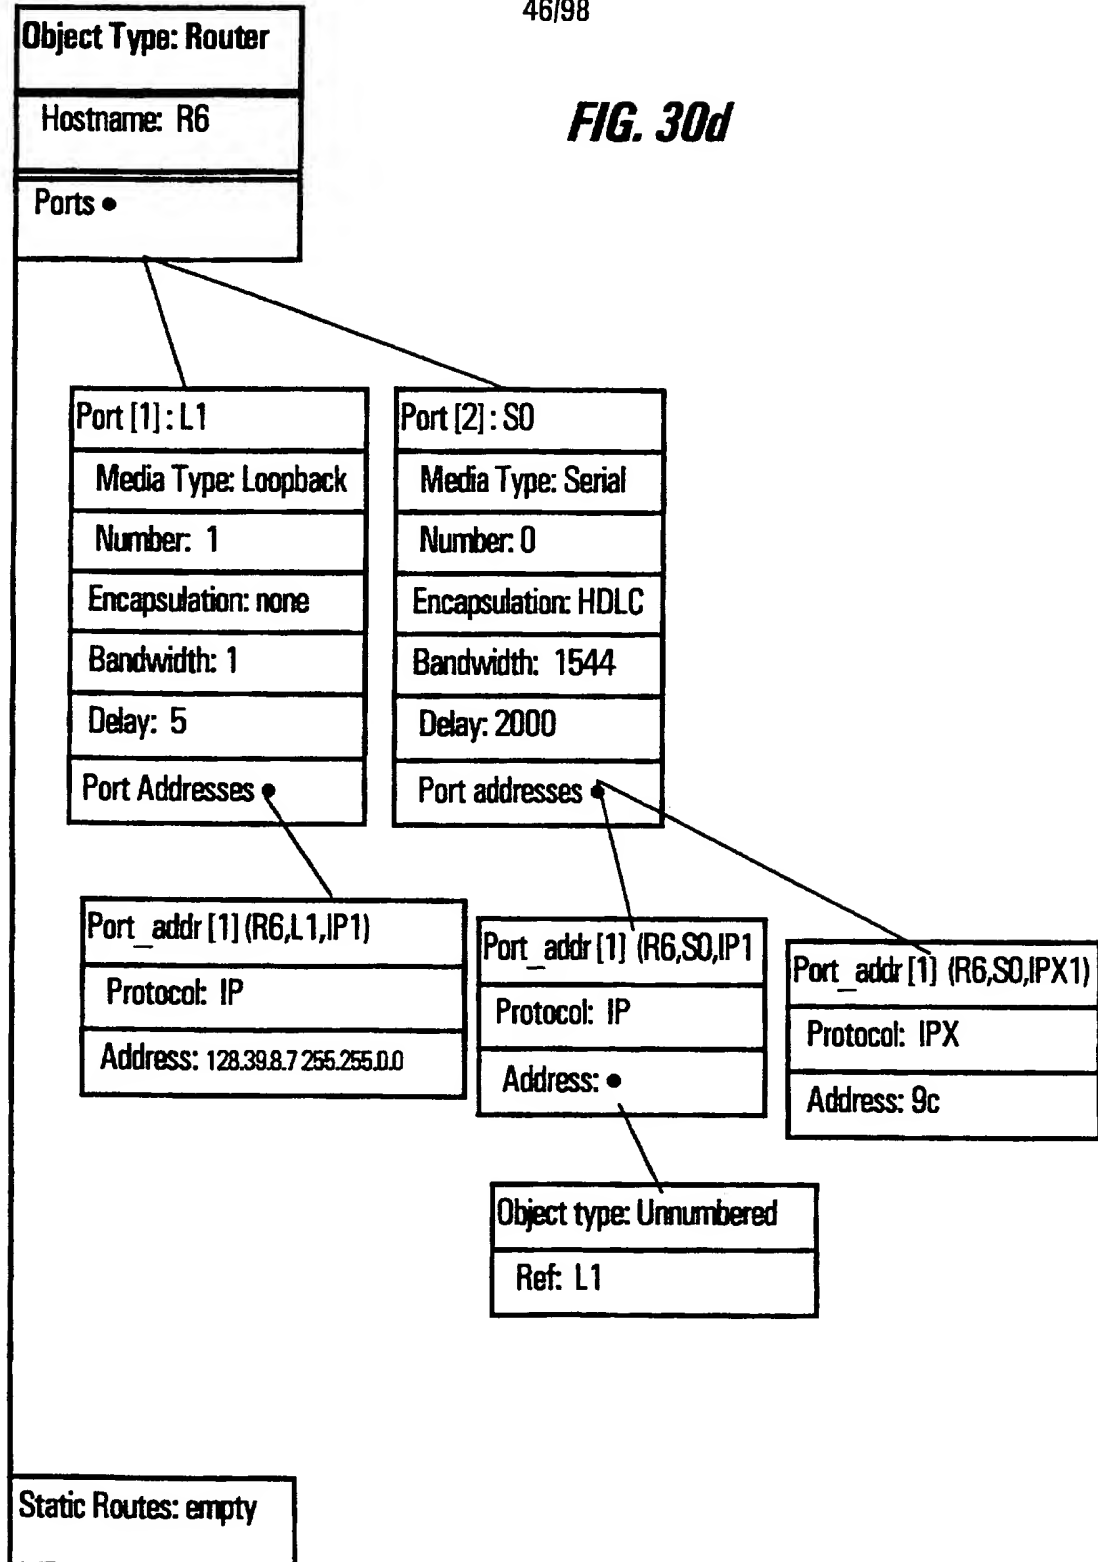 46/98
FIG. 30d
Object Type: Router
Hostname: R6
Ports
Port [1] : L1
Media Type: Loopback
Number: 1
Encapsulation: none
Bandwidth: 1
Delay: 5
Port Addresses
Port [2] : S0
Media Type: Serial
Number: 0
Encapsulation: HDLC
Bandwidth: 1544
Delay: 2000
Port addresses
Port_addr [1] (R6,L1,IP1)
Protocol: IP
Address: 128.39.8.7 255.255.0.0
Port_addr [1] (R6,S0,IP1
Protocol: IP
Address:
Port_addr [1] (R6,S0,IPX1)
Protocol: IPX
Address: 9c
Object type: Unnumbered
Ref: L1
Static Routes: empty